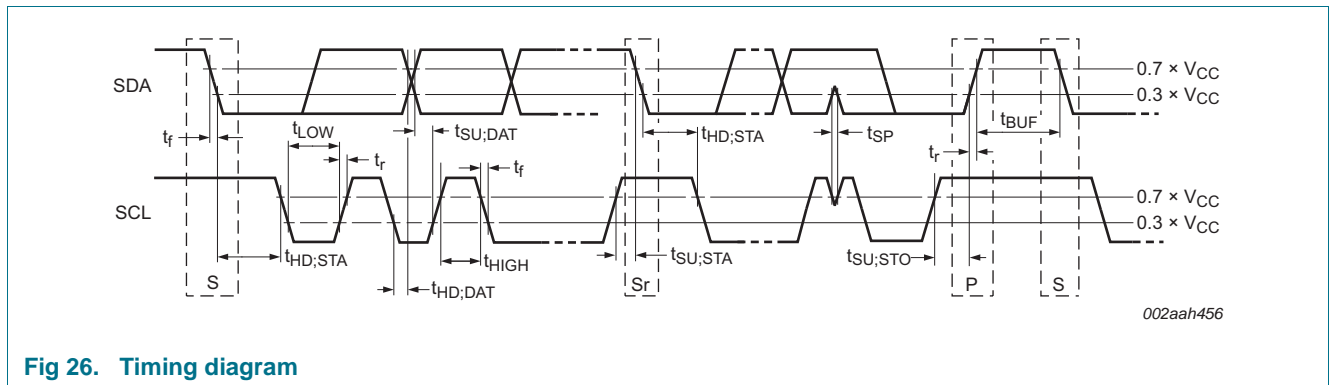 0.7 × VCC
SDA
0.3 × VCC
tLOW
tSU;DAT
tHD;STA
tSP
tBUF
tf
tr
tf
tr
0.7 × VCC
SCL
0.3 × VCC
tHD;STA
tHIGH
tSU;STA
tSU;STO
S
tHD;DAT
Sr
P
S
002aah456
Fig 26. Timing diagram